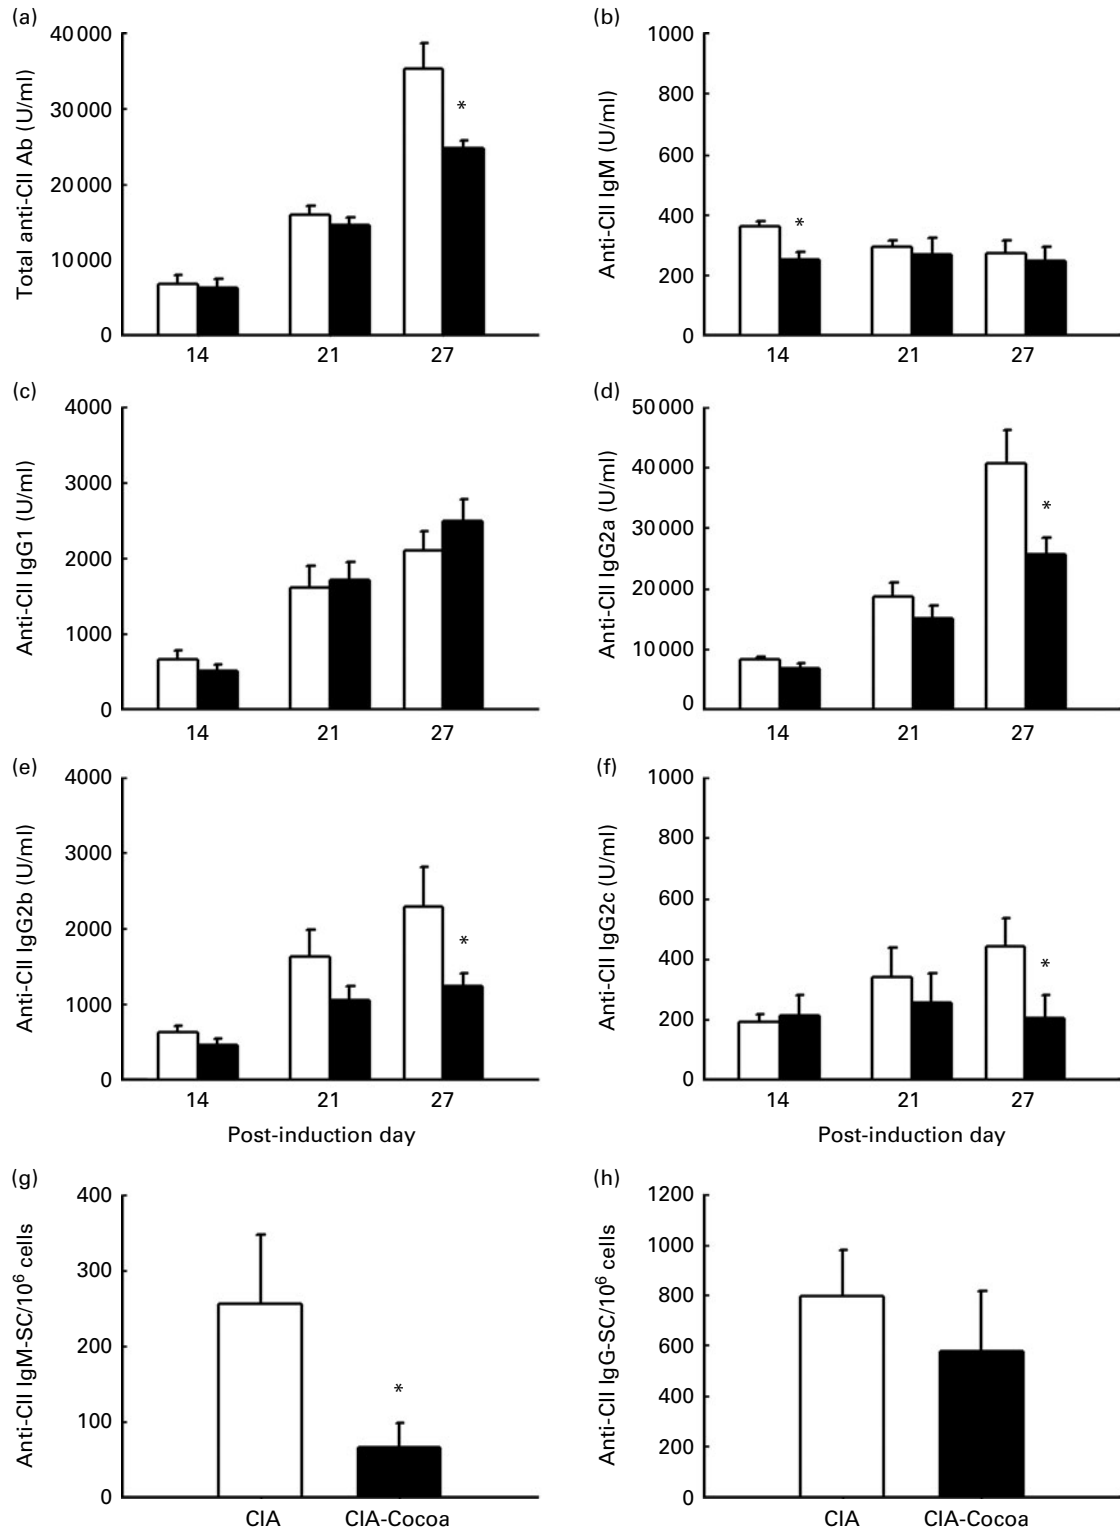 (a)
Total anti-CII Ab (U/ml)
40 000
30 000
20 000
10 000
0
*
14 21 27
(b)
Anti-CII IgM (U/ml)
1000
800
600
400
200
0
*
14 21 27
(c)
Anti-CII IgG1 (U/ml)
4000
3000
2000
1000
0
14 21 27
(d)
Anti-CII IgG2a (U/ml)
50 000
40 000
30 000
20 000
10 000
0
*
14 21 27
(e)
Anti-CII IgG2b (U/ml)
4000
3000
2000
1000
0
*
14 21 27
Post-induction day
(f)
Anti-CII IgG2c (U/ml)
1000
800
600
400
200
0
*
14 21 27
Post-induction day
(g)
Anti-CII IgM-SC/10⁶ cells
400
300
200
100
0
*
CIA CIA-Cocoa
(h)
Anti-CII IgG-SC/10⁶ cells
1200
1000
800
600
400
200
0
CIA CIA-Cocoa